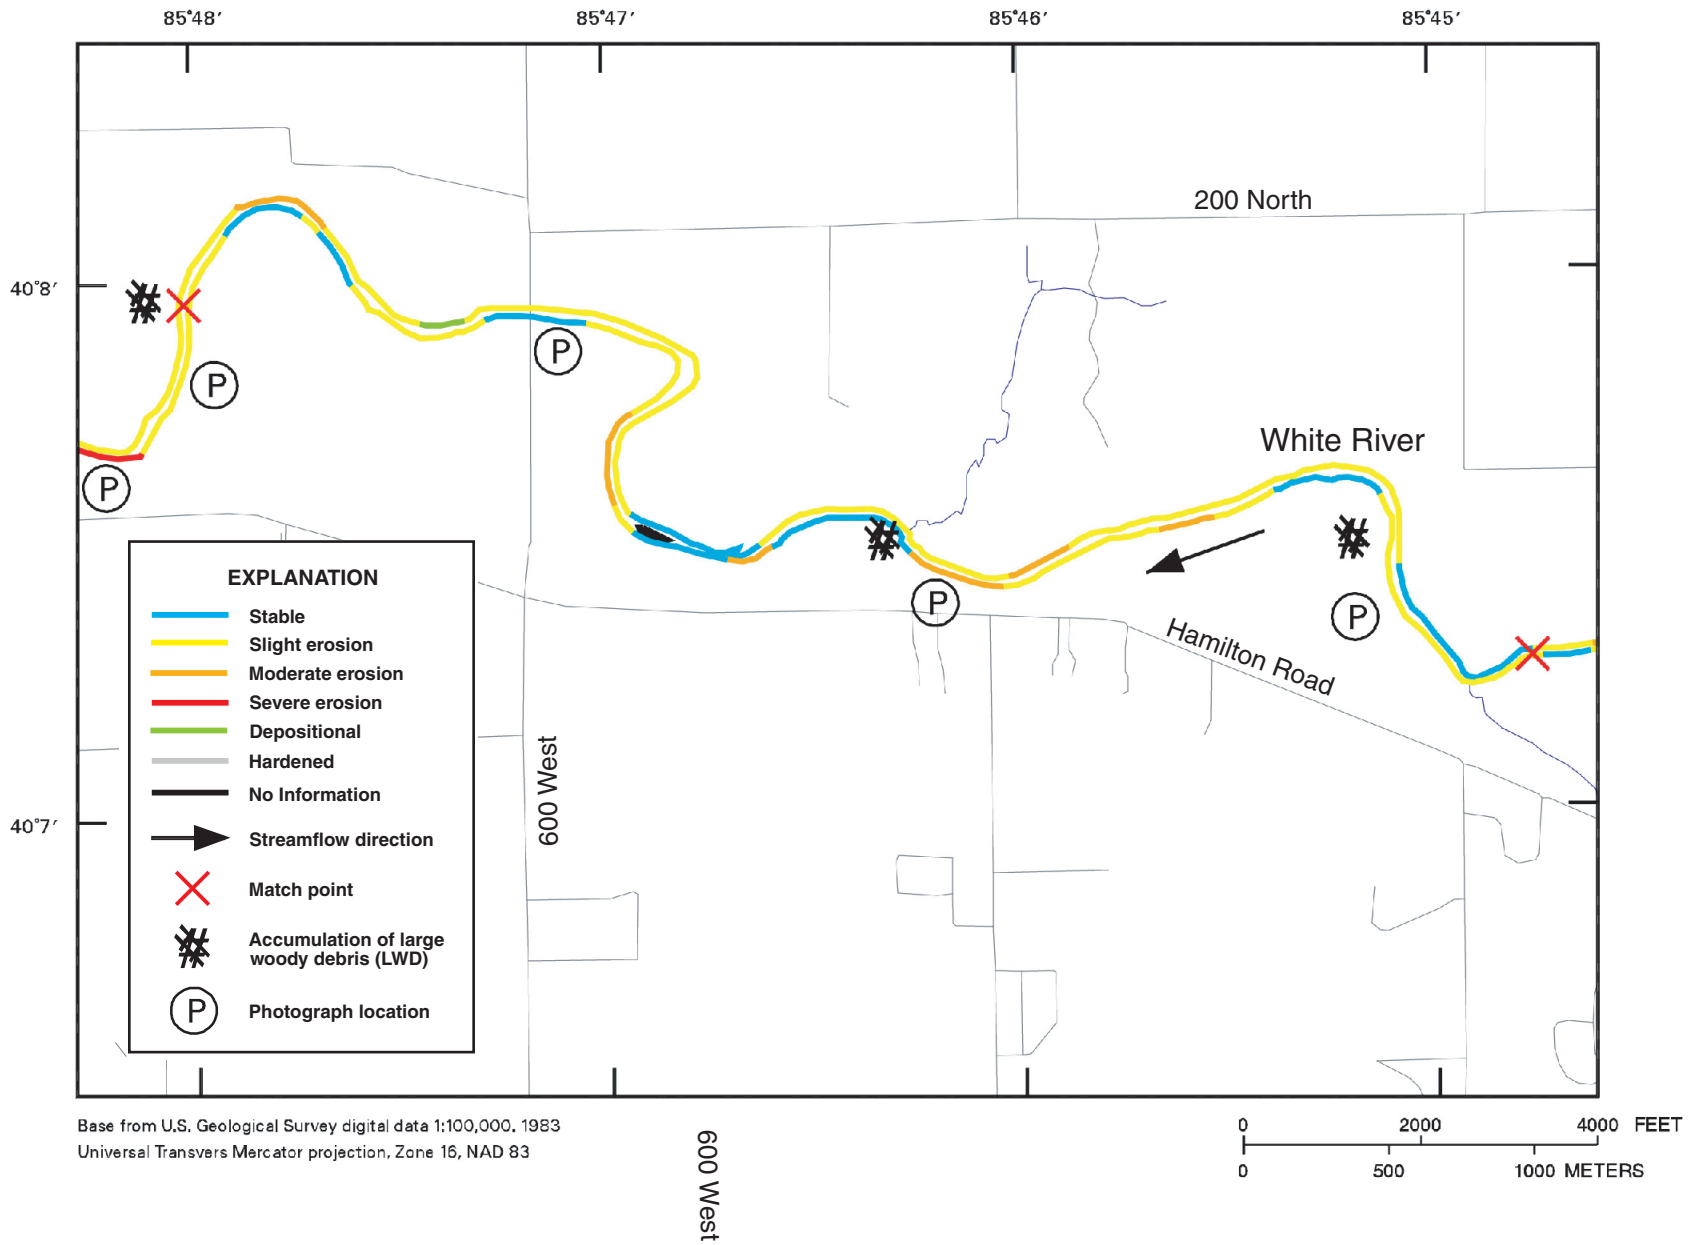 85°48′ 85°47′ 85°46′ 85°45′
200 North
40°8′
P
P
White River
P
P
P
Hamilton Road
600 West
40°7′
EXPLANATION
Stable
Slight erosion
Moderate erosion
Severe erosion
Depositional
Hardened
No Information
Streamflow direction
Match point
Accumulation of large
woody debris (LWD)
P Photograph location
Base from U.S. Geological Survey digital data 1:100,000. 1983
Universal Transvers Mercator projection, Zone 16, NAD 83
0 2000 4000 FEET
0 500 1000 METERS
600 West